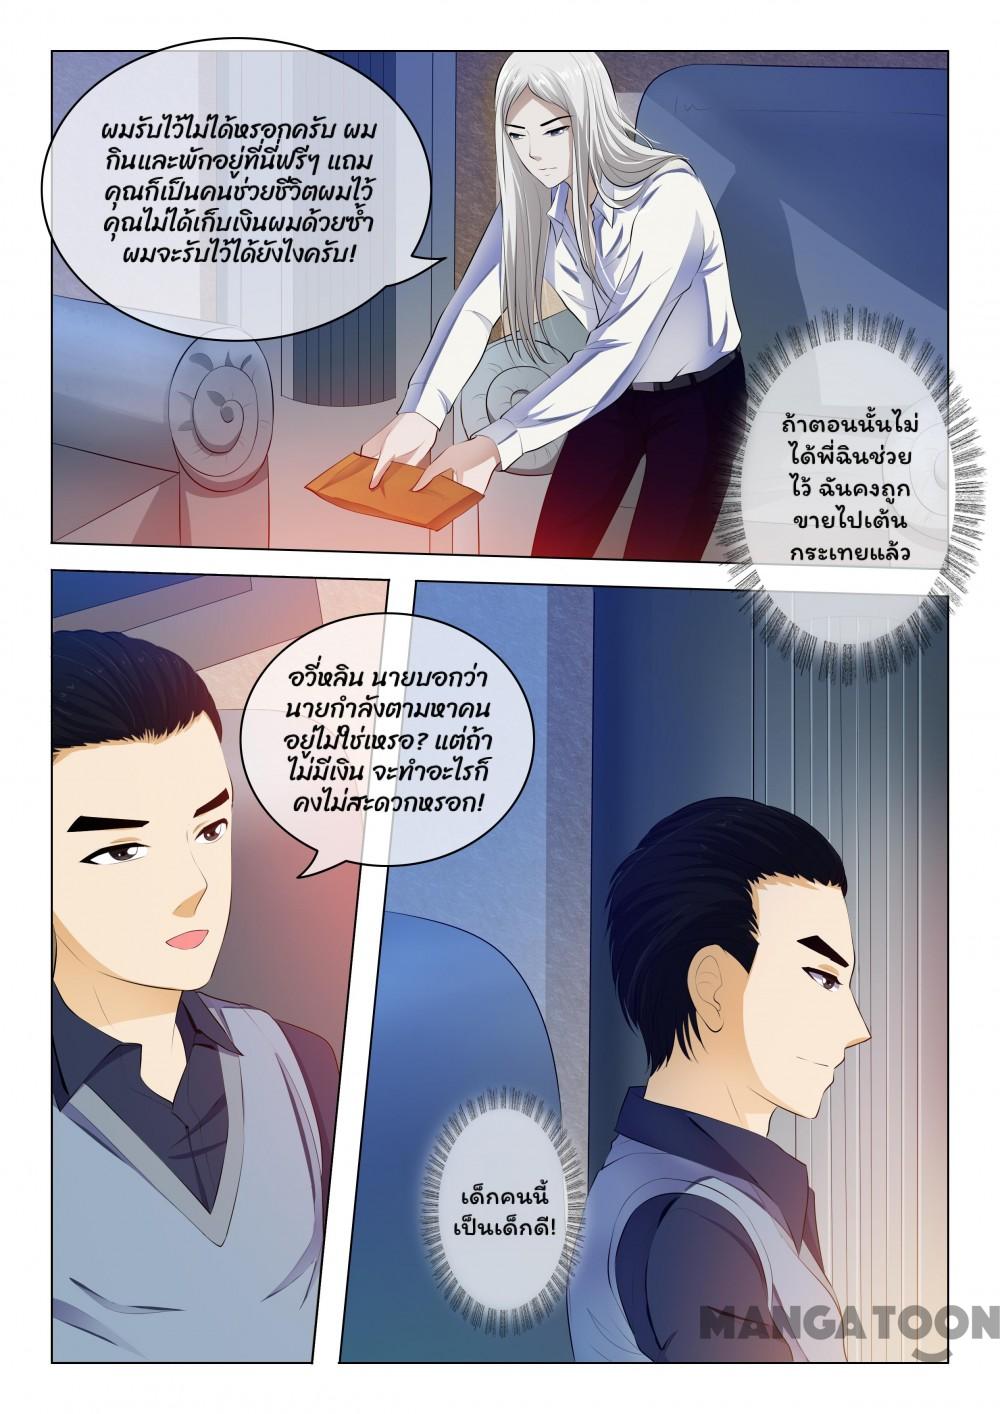 ผมรับไว้ไม่ได้หรอกครับ ผม
กินและพักอยู่ที่นี่ฟรีๆ แถม
คุณก็เป็นคนช่วยชีวิตผมไว้
คุณไม่ได้เก็บเงินผมด้วยซ้ำ
ผมจะรับไว้ได้ยังไงครับ!
ถ้าตอนนั้นไม่
ได้พี่ฉินช่วย
ไว้ ฉันคงถูก
ขายไปเต้น
กระเทยแล้ว
อวี่หลิน นายบอกว่า
นายกำลังตามหาคน
อยู่ไม่ใช่เหรอ? แต่ถ้า
ไม่มีเงิน จะทำอะไรก็
คงไม่สะดวกหรอก!
เด็กคนนี้
เป็นเด็กดี!
MANGATOON